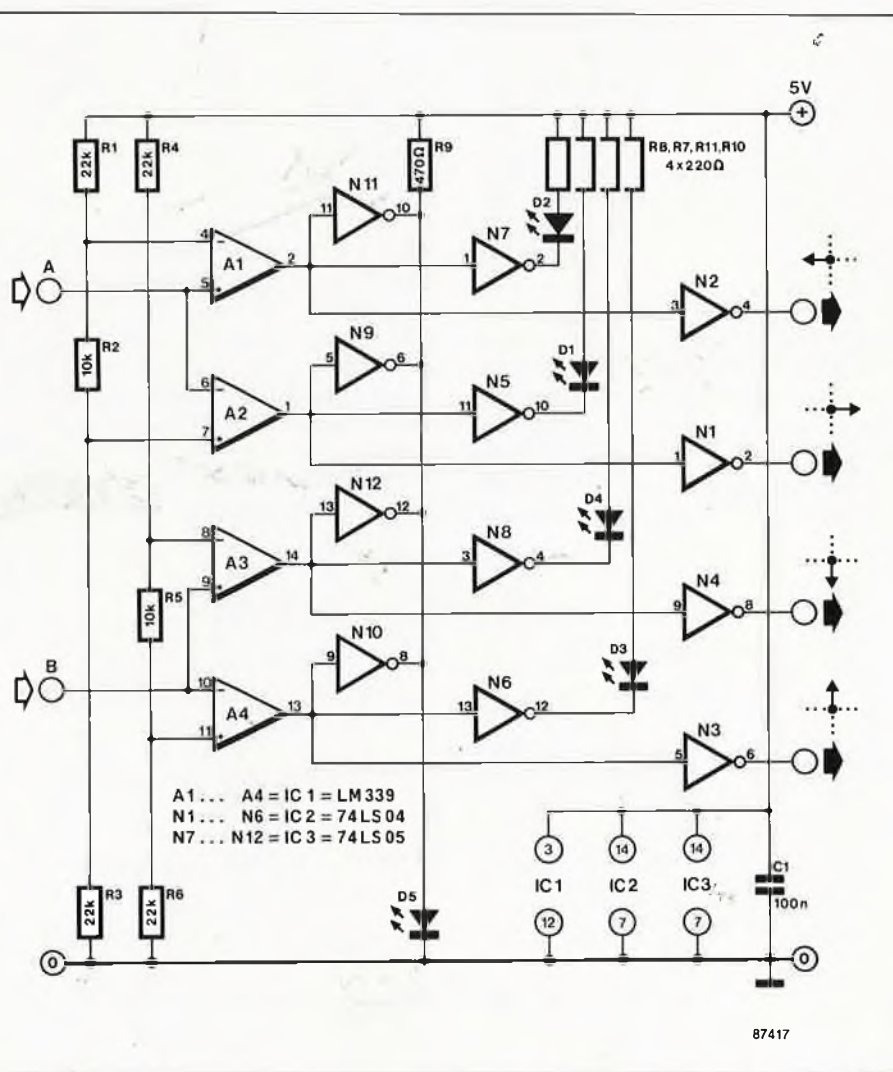 5V
+
R1
22k
R4
22k
R9
470Ω
R8, R7, R11, R10
4×220Ω
N11
11
10
D2
4
−
A1
2
5
+
A
N7
1
2
N2
3
4
R2
10k
N9
5
6
D1
6
−
A2
1
7
+
N5
11
10
N1
1
2
N12
13
12
D4
8
−
A3
14
9
+
N8
3
4
N4
9
8
R5
10k
N10
9
8
D3
B
10
−
A4
13
11
+
N6
13
12
N3
5
6
A1... A4 = IC1 = LM339
N1... N6 = IC2 = 74LS04
N7... N12 = IC3 = 74LS05
3
14
14
R3
22k
R6
22k
D5
IC1
IC2
IC3
C1
100n
12
7
7
0
0
87417